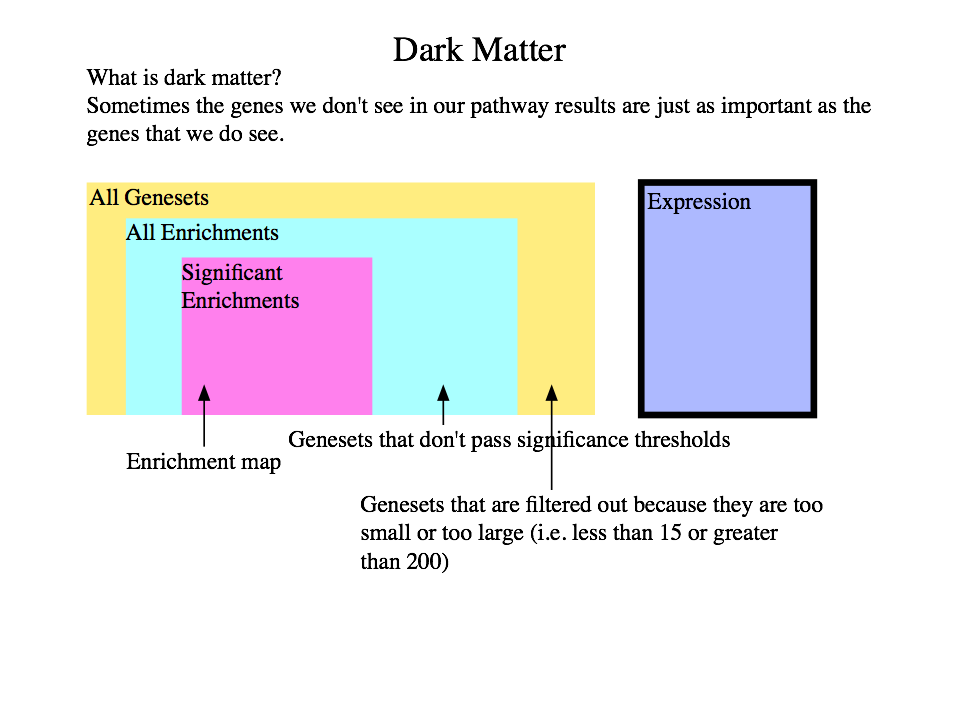 Dark Matter
What is dark matter?
Sometimes the genes we don't see in our pathway results are just as important as the
genes that we do see.
All Genesets
Expression
All Enrichments
Significant
Enrichments
Genesets that don't pass significance thresholds
Enrichment map
Genesets that are filtered out because they are too
small or too large (i.e. less than 15 or greater
than 200)